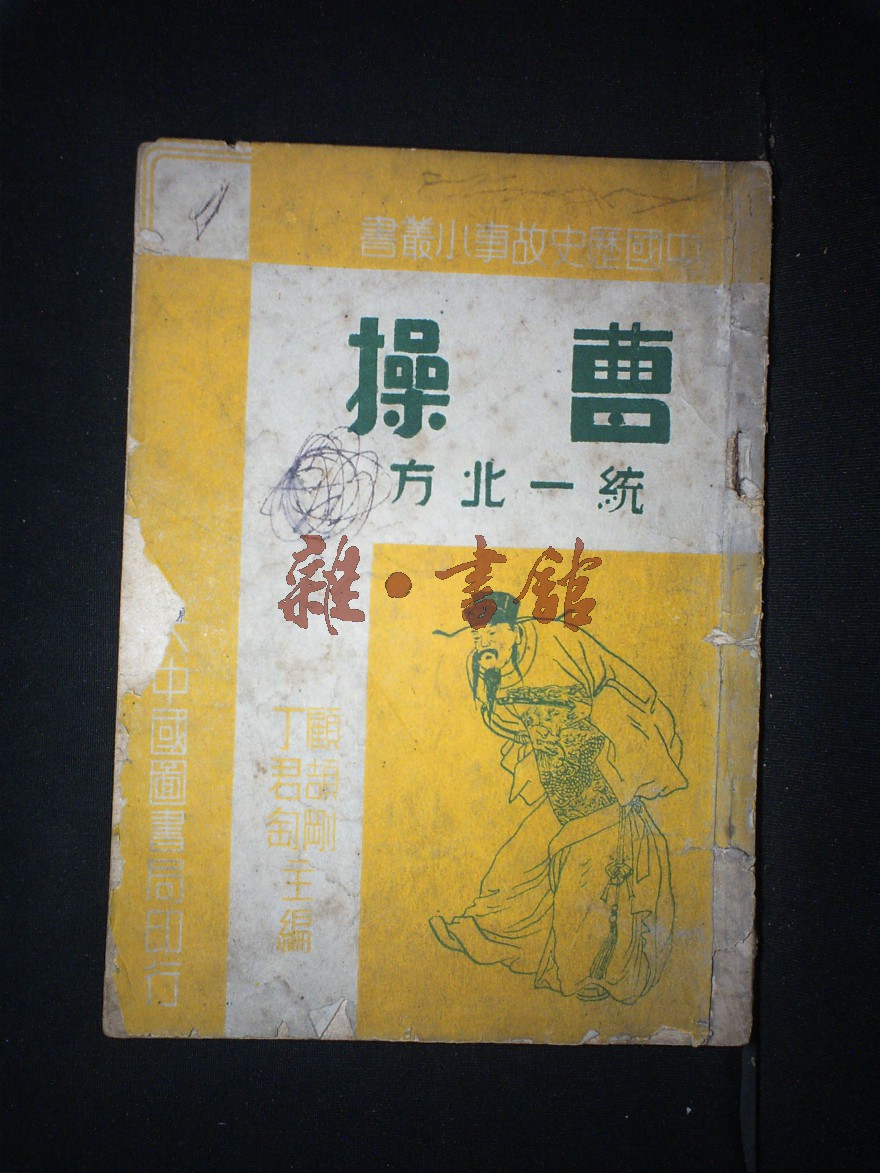 中國歷史故事小叢書
曹操
統一北方
雜·書館
顧頡剛
丁君匋
主編
大中國圖書局印行